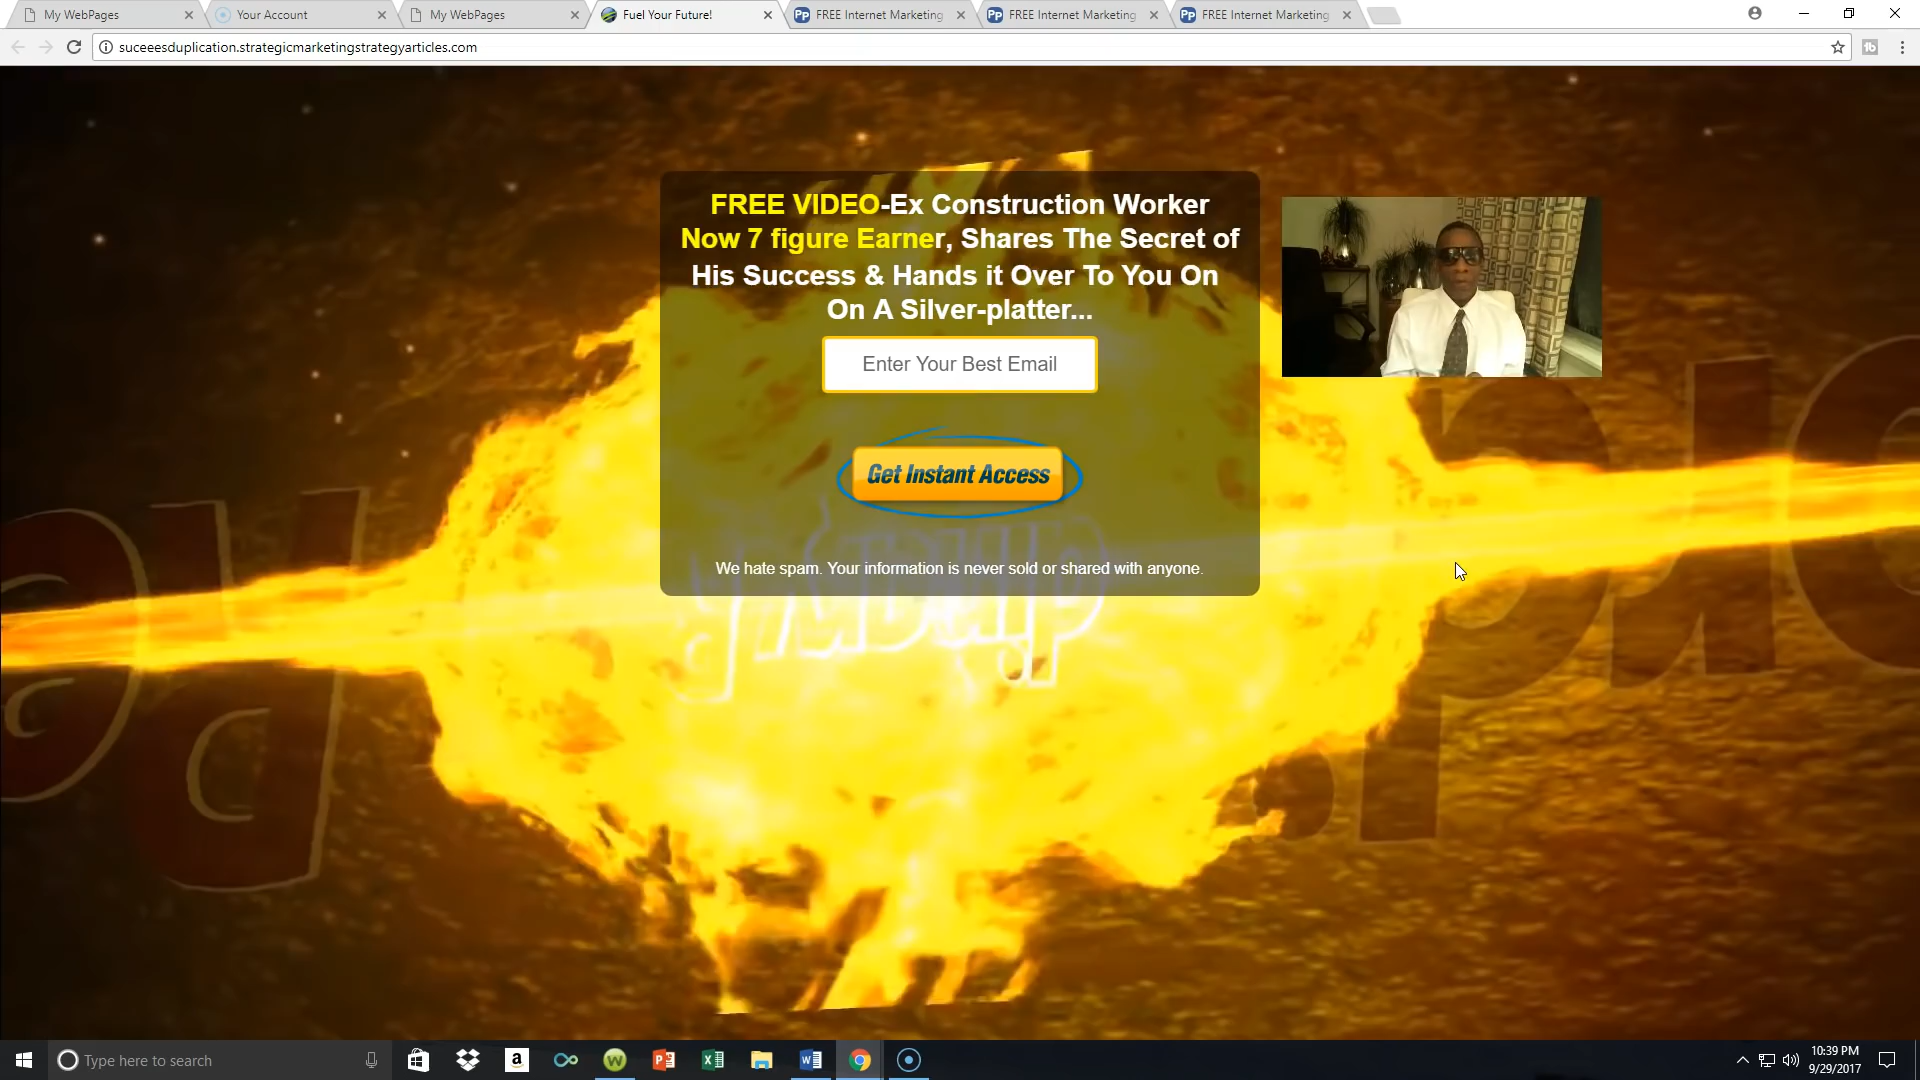 My WebPages
Your Account
My WebPages
Fuel Your Future!
Pp FREE Internet Marketing
Pp FREE Internet Marketing
Pp FREE Internet Marketing
suceeesduplication.strategicmarketingstrategyarticles.com
FREE VIDEO-Ex Construction Worker
Now 7 figure Earner, Shares The Secret of
His Success & Hands it Over To You On
On A Silver-platter...
Enter Your Best Email
Get Instant Access
We hate spam. Your information is never sold or shared with anyone.
Type here to search
10:39 PM
9/29/2017